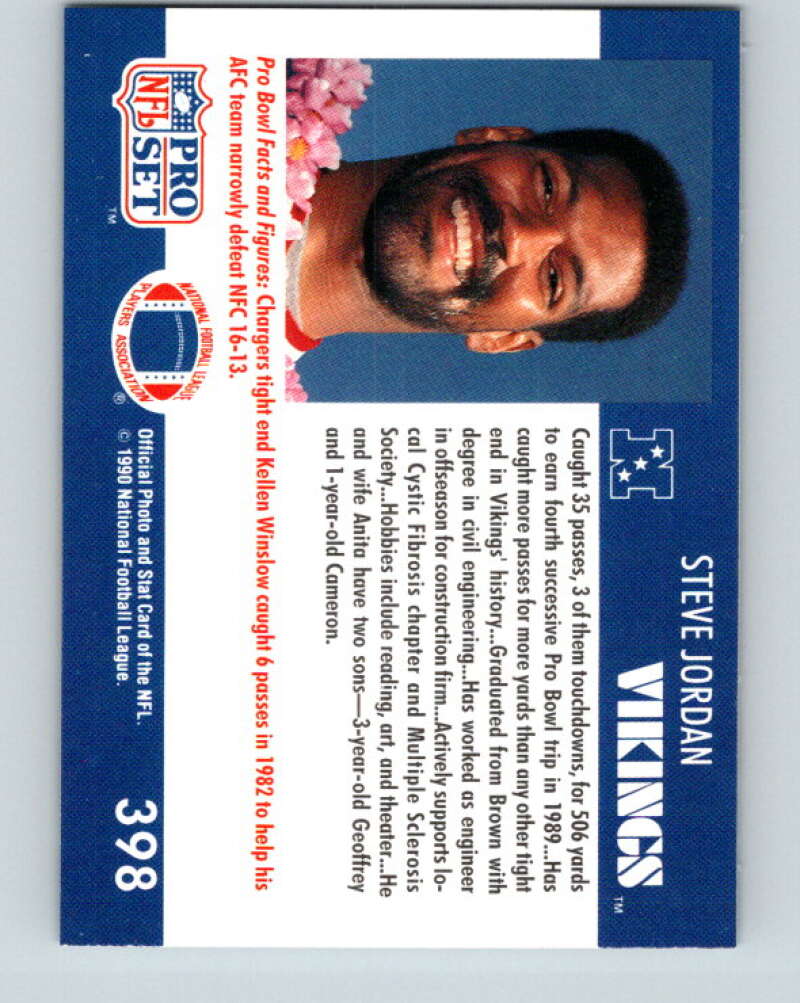 STEVE JORDAN
VIKINGS™
N
Caught 35 passes, 3 of them touchdowns, for 506 yards
to earn fourth successive Pro Bowl trip in 1989...Has
caught more passes for more yards than any other tight
end in Vikings' history...Graduated from Brown with
degree in civil engineering...Has worked as engineer
in offseason for construction firm...Actively supports lo-
cal Cystic Fibrosis chapter and Multiple Sclerosis
Society...Hobbies include reading, art, and theater...He
and wife Anita have two sons—3-year-old Geoffrey
and 1-year-old Cameron.
Pro Bowl Facts and Figures: Chargers tight end Kellen Winslow caught 6 passes in 1982 to help his
AFC team narrowly defeat NFC 16-13.
NFL
PRO
SET™
NATIONAL FOOTBALL LEAGUE
PLAYERS ASSOCIATION®
Official Photo and Stat Card of the NFL.
© 1990 National Football League.
398